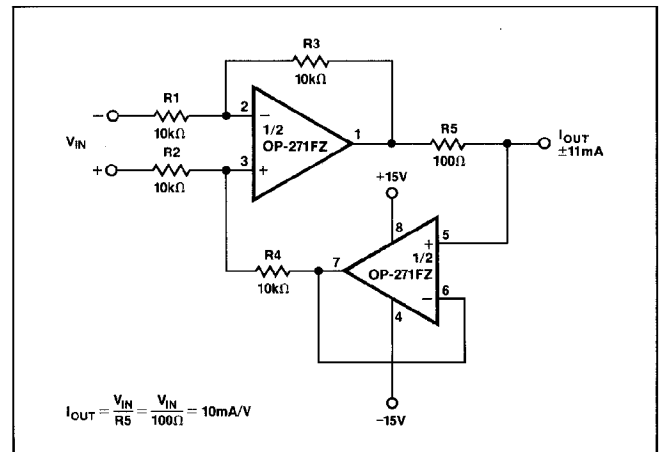 R3
10kΩ
R1
10kΩ
−
2
−
1/2
OP-271FZ
1
R5
100Ω
I_OUT
±11mA
V_IN
R2
10kΩ
+
3
+
+15V
8
R4
10kΩ
7
+
5
1/2
OP-271FZ
−
6
4
−15V
I_OUT = V_IN/R5 = V_IN/100Ω = 10mA/V